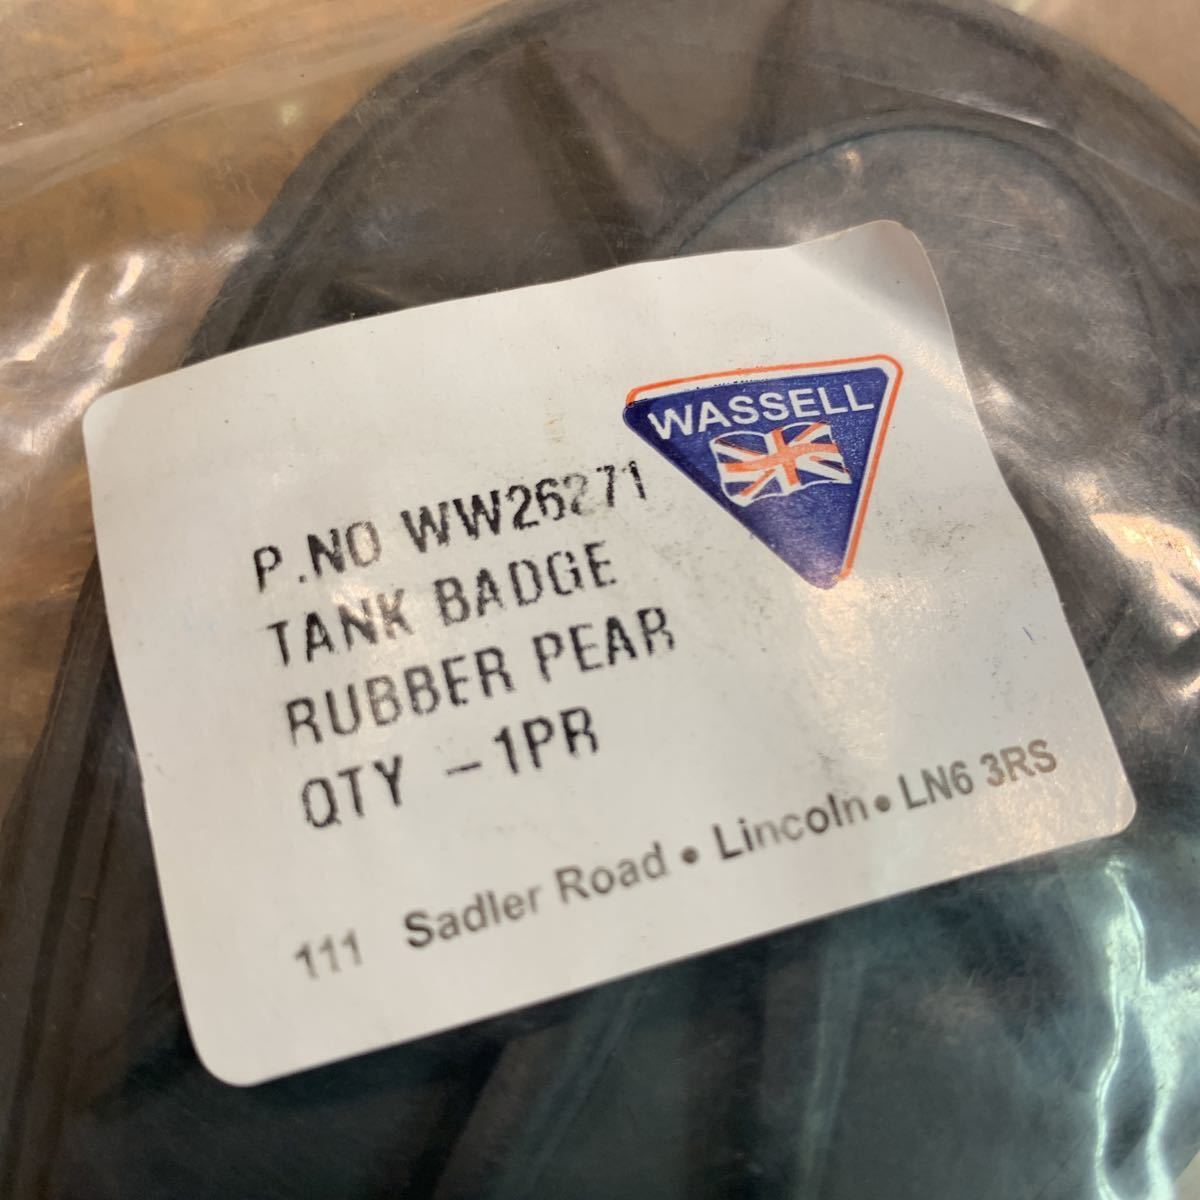 WASSELL
P.NO WW26271
TANK BADGE
RUBBER PEAR
QTY -1PR
111 Sadler Road • Lincoln • LN6 3RS